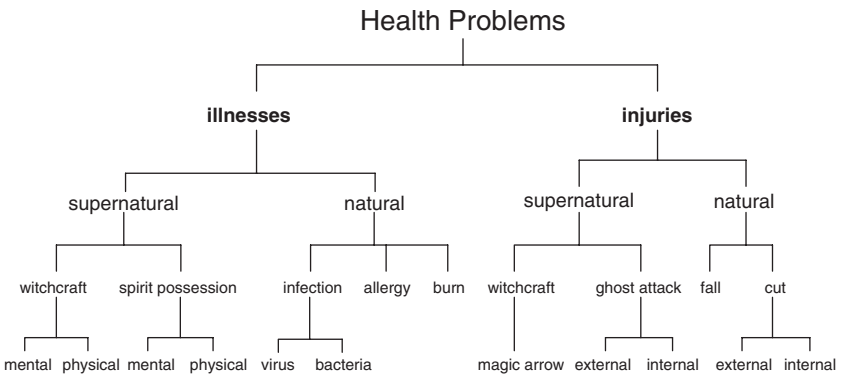 Health Problems
illnesses injuries
supernatural natural supernatural natural
witchcraft spirit possession infection allergy burn witchcraft ghost attack fall cut
mental physical mental physical virus bacteria magic arrow external internal external internal